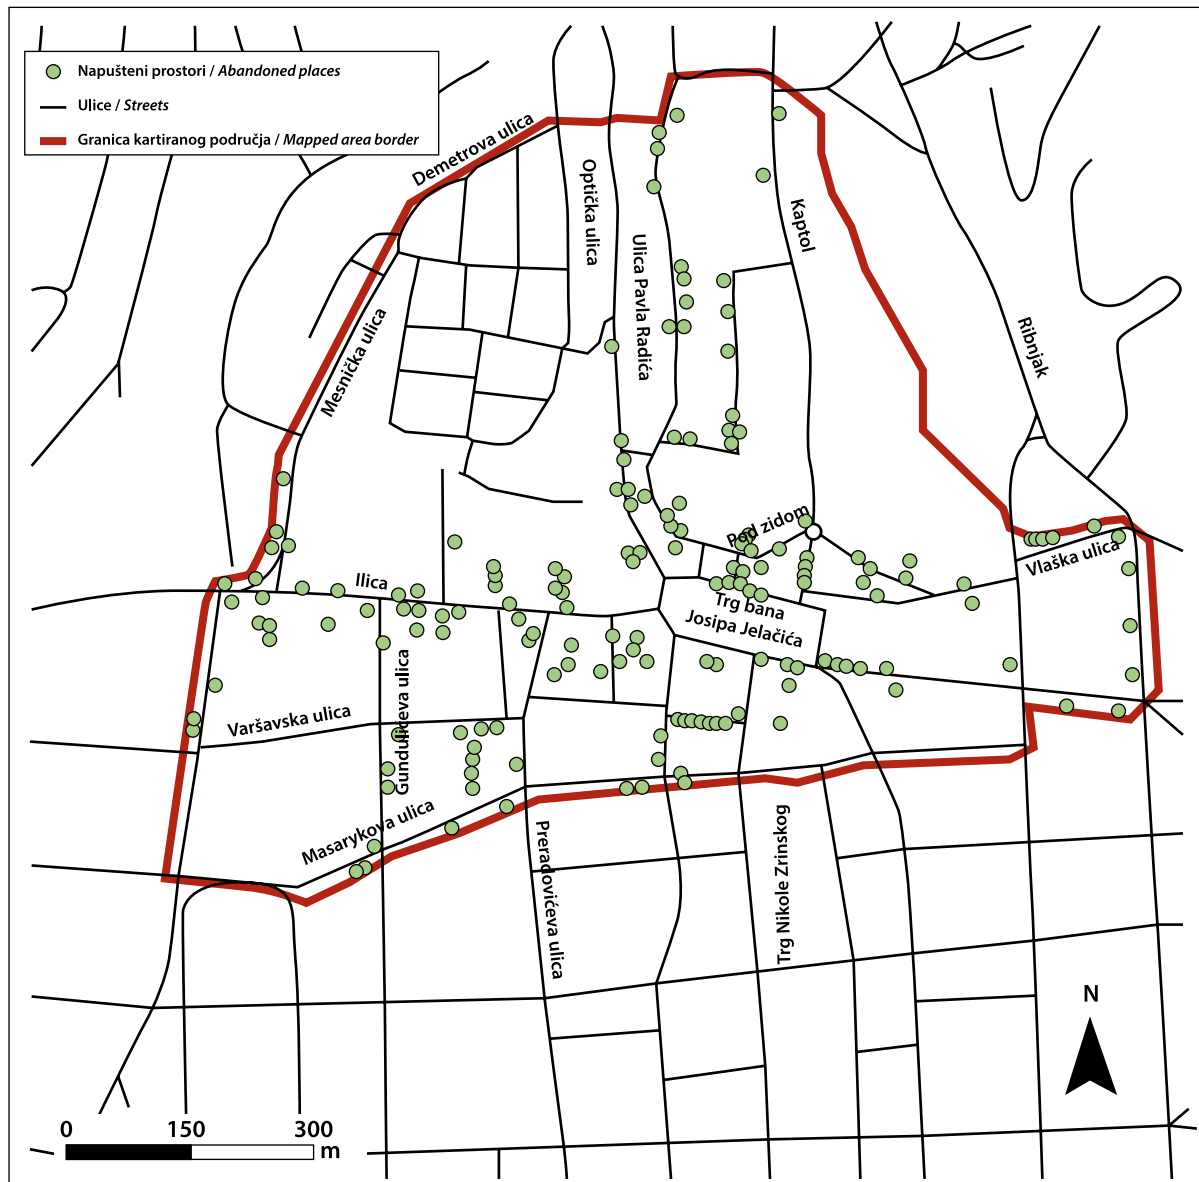 Napušteni prostori / Abandoned places
Ulice / Streets
Granica kartiranog područja / Mapped area border
Demetrova ulica
Optička ulica
Kaptol
Ulica Pavla Radića
Mesnička ulica
Ribnjak
Pod zidom
Vlaška ulica
Ilica
Trg bana
Josipa Jelačića
Gundulićeva ulica
Varšavska ulica
Masarykova ulica
Preradovićeva ulica
Trg Nikole Zrinskog
N
0 150 300
m